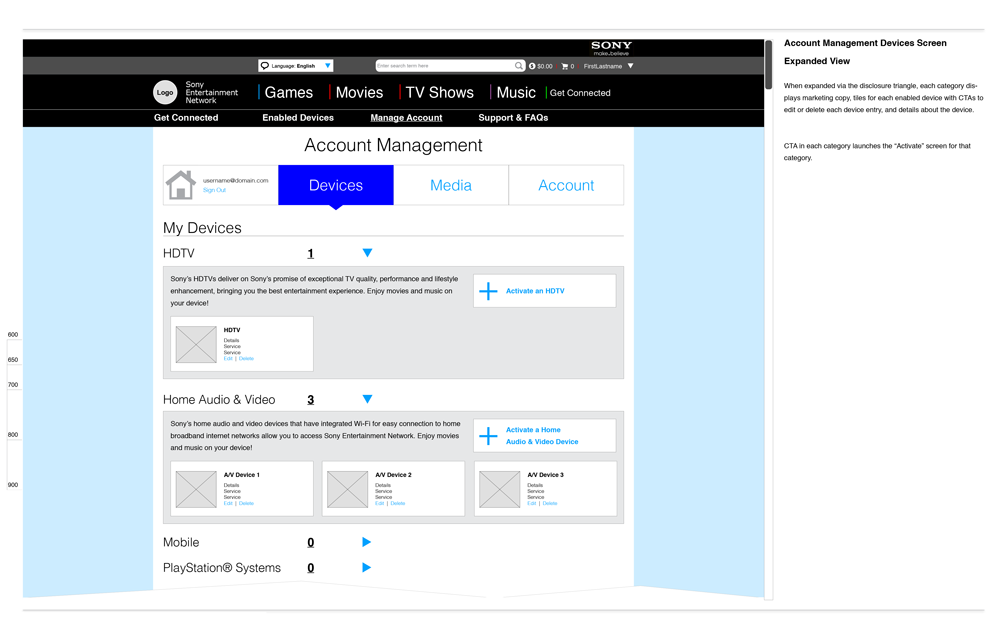 SONY
make.believe
Language: English
Enter search term here
$0.00
0
FirstLastname
Logo
Sony
Entertainment
Network
Games
Movies
TV Shows
Music
Get Connected
Get Connected
Enabled Devices
Manage Account
Support & FAQs
Account Management
username@domain.com
Sign Out
Devices
Media
Account
My Devices
HDTV
1
Sony's HDTVs deliver on Sony's promise of exceptional TV quality, performance and lifestyle
enhancement, bringing you the best entertainment experience. Enjoy movies and music on
your device!
Activate an HDTV
HDTV
Details
Service
Service
Edit | Delete
Home Audio & Video
3
Sony's home audio and video devices that have integrated Wi-Fi for easy connection to home
broadband internet networks allow you to access Sony Entertainment Network. Enjoy movies
and music on your device!
Activate a Home
Audio & Video Device
A/V Device 1
Details
Service
Service
Edit | Delete
A/V Device 2
Details
Service
Service
Edit | Delete
A/V Device 3
Details
Service
Service
Edit | Delete
Mobile
0
PlayStation® Systems
0
600
650
700
800
900
Account Management Devices Screen
Expanded View
When expanded via the disclosure triangle, each category dis-
plays marketing copy, tiles for each enabled device with CTAs to
edit or delete each device entry, and details about the device.
CTA in each category launches the "Activate" screen for that
category.